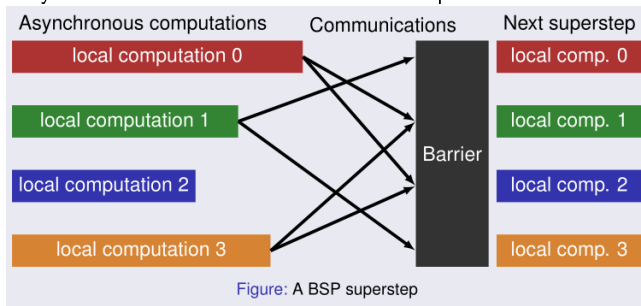 Asynchronous computations
Communications
Next superstep
local computation 0
local comp. 0
local computation 1
local comp. 1
Barrier
local computation 2
local comp. 2
local computation 3
local comp. 3
Figure: A BSP superstep